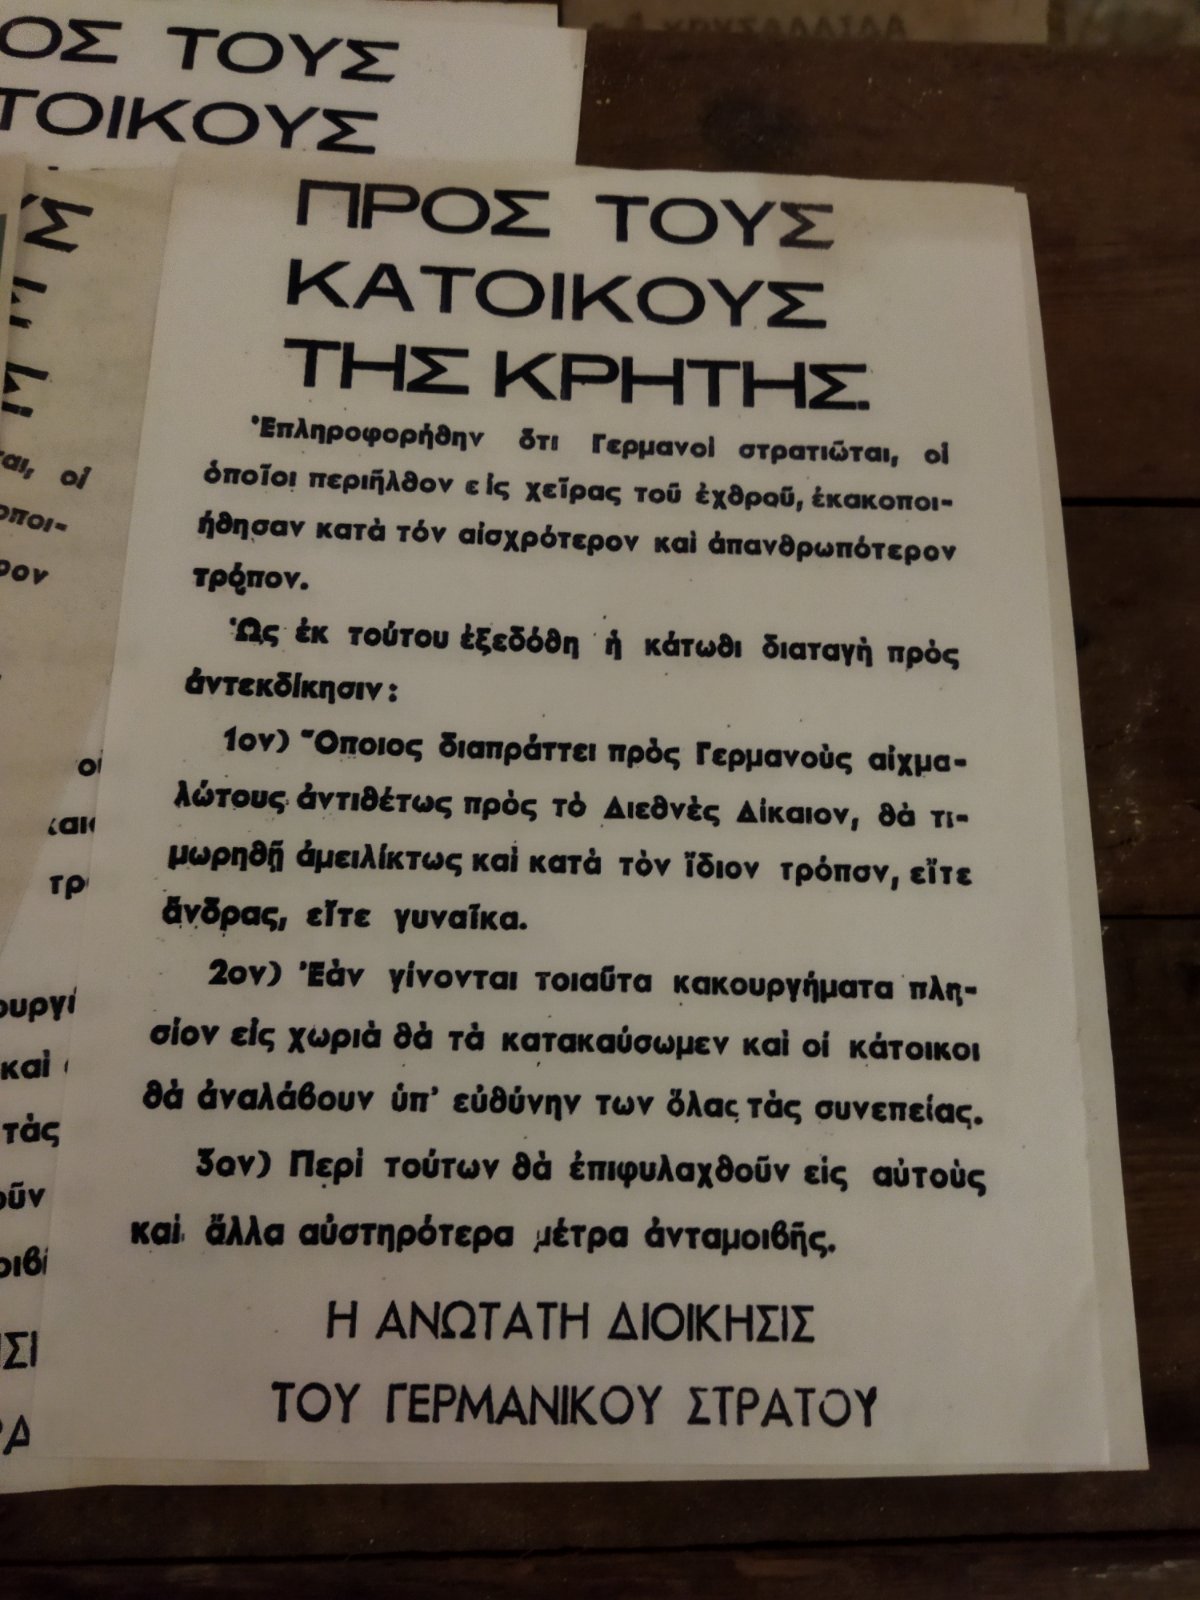 ΟΣ ΤΟΥΣ
ΤΟΙΚΟΥΣ
ΠΡΟΣ ΤΟΥΣ
ΚΑΤΟΙΚΟΥΣ
ΤΗΣ ΚΡΗΤΗΣ.
Ἐπληροφορήθην ὅτι Γερμανοὶ στρατιῶται, οἱ
ὁποῖοι περιῆλθον εἰς χεῖρας τοῦ ἐχθροῦ, ἐκακοποι-
ήθησαν κατὰ τόν αἰσχρότερον καὶ ἀπανθρωπότερον
τρόπον.
Ὡς ἐκ τούτου ἐξεδόθη ἡ κάτωθι διαταγὴ πρὸς
ἀντεκδίκησιν:
1ον) Ὅποιος διαπράττει πρὸς Γερμανοὺς αἰχμα-
λώτους ἀντιθέτως πρὸς τὸ Διεθνὲς Δίκαιον, θὰ τι-
μωρηθῇ ἀμειλίκτως καὶ κατὰ τὸν ἴδιον τρόπον, εἴτε
ἄνδρας, εἴτε γυναῖκα.
2ον) Ἐὰν γίνονται τοιαῦτα κακουργήματα πλη-
σίον εἰς χωριὰ θὰ τὰ κατακαύσωμεν καὶ οἱ κάτοικοι
θὰ ἀναλάβουν ὑπ' εὐθύνην των ὅλας τὰς συνεπείας.
3ον) Περὶ τούτων θὰ ἐπιφυλαχθοῦν εἰς αὐτοὺς
καὶ ἄλλα αὐστηρότερα μέτρα ἀνταμοιβῆς.
Η ΑΝΩΤΑΤΗ ΔΙΟΙΚΗΣΙΣ
ΤΟΥ ΓΕΡΜΑΝΙΚΟΥ ΣΤΡΑΤΟΥ